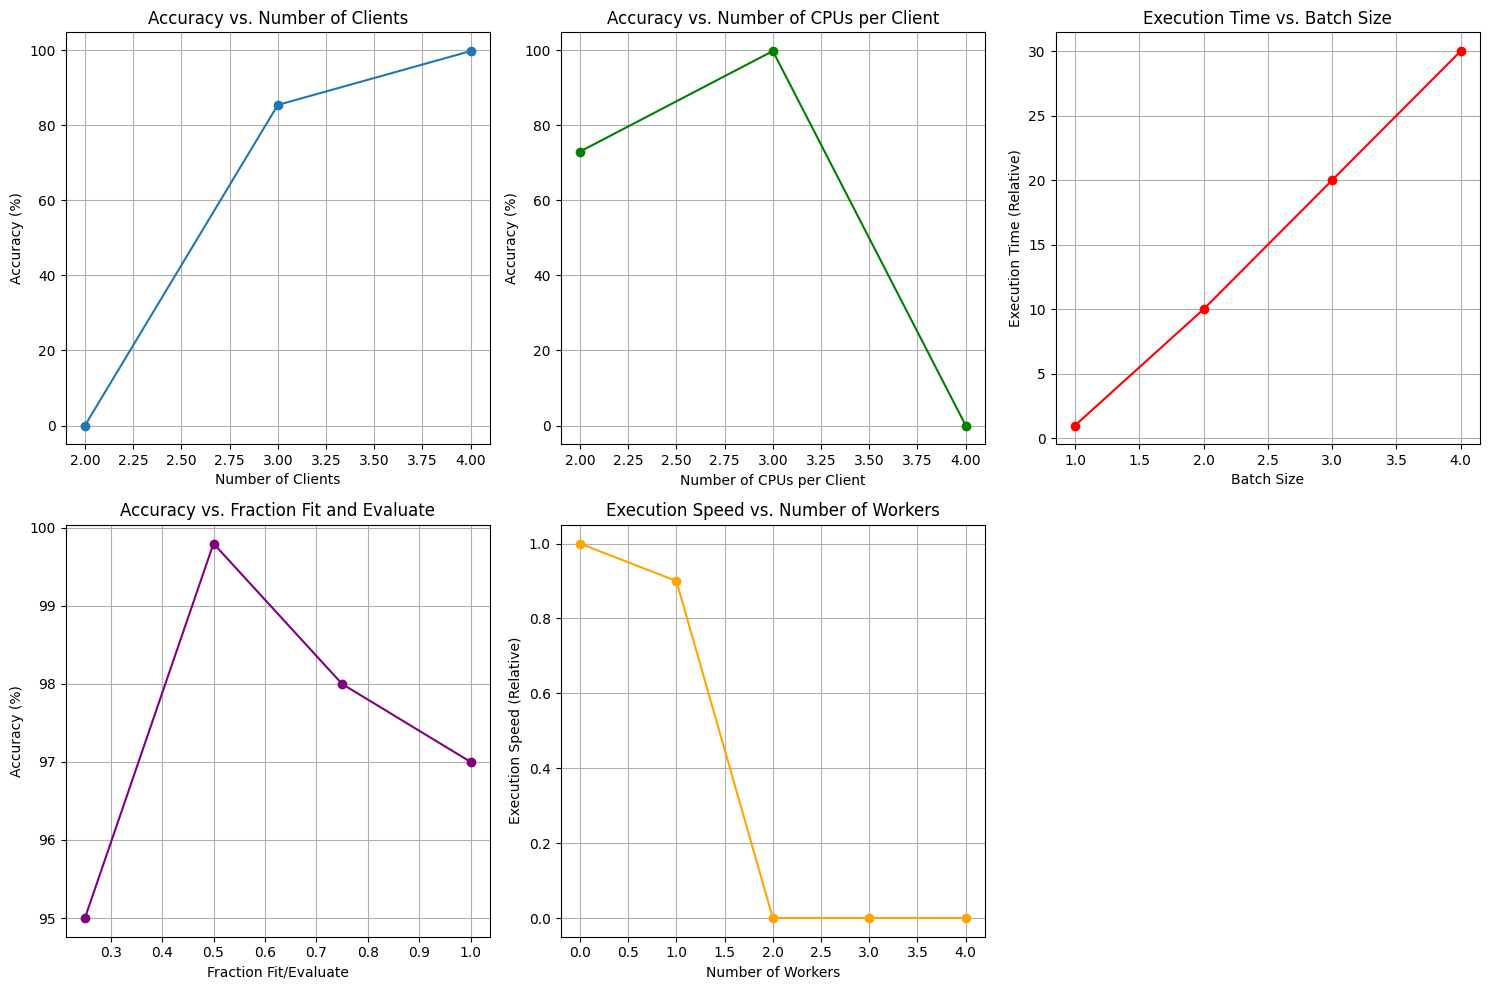 Accuracy vs. Number of Clients
100
80
60
40
20
0
Accuracy (%)
2.00 2.25 2.50 2.75 3.00 3.25 3.50 3.75 4.00
Number of Clients
Accuracy vs. Number of CPUs per Client
100
80
60
40
20
0
Accuracy (%)
2.00 2.25 2.50 2.75 3.00 3.25 3.50 3.75 4.00
Number of CPUs per Client
Execution Time vs. Batch Size
30
25
20
15
10
5
0
Execution Time (Relative)
1.0 1.5 2.0 2.5 3.0 3.5 4.0
Batch Size
Accuracy vs. Fraction Fit and Evaluate
100
99
98
97
96
95
Accuracy (%)
0.3 0.4 0.5 0.6 0.7 0.8 0.9 1.0
Fraction Fit/Evaluate
Execution Speed vs. Number of Workers
1.0
0.8
0.6
0.4
0.2
0.0
Execution Speed (Relative)
0.0 0.5 1.0 1.5 2.0 2.5 3.0 3.5 4.0
Number of Workers